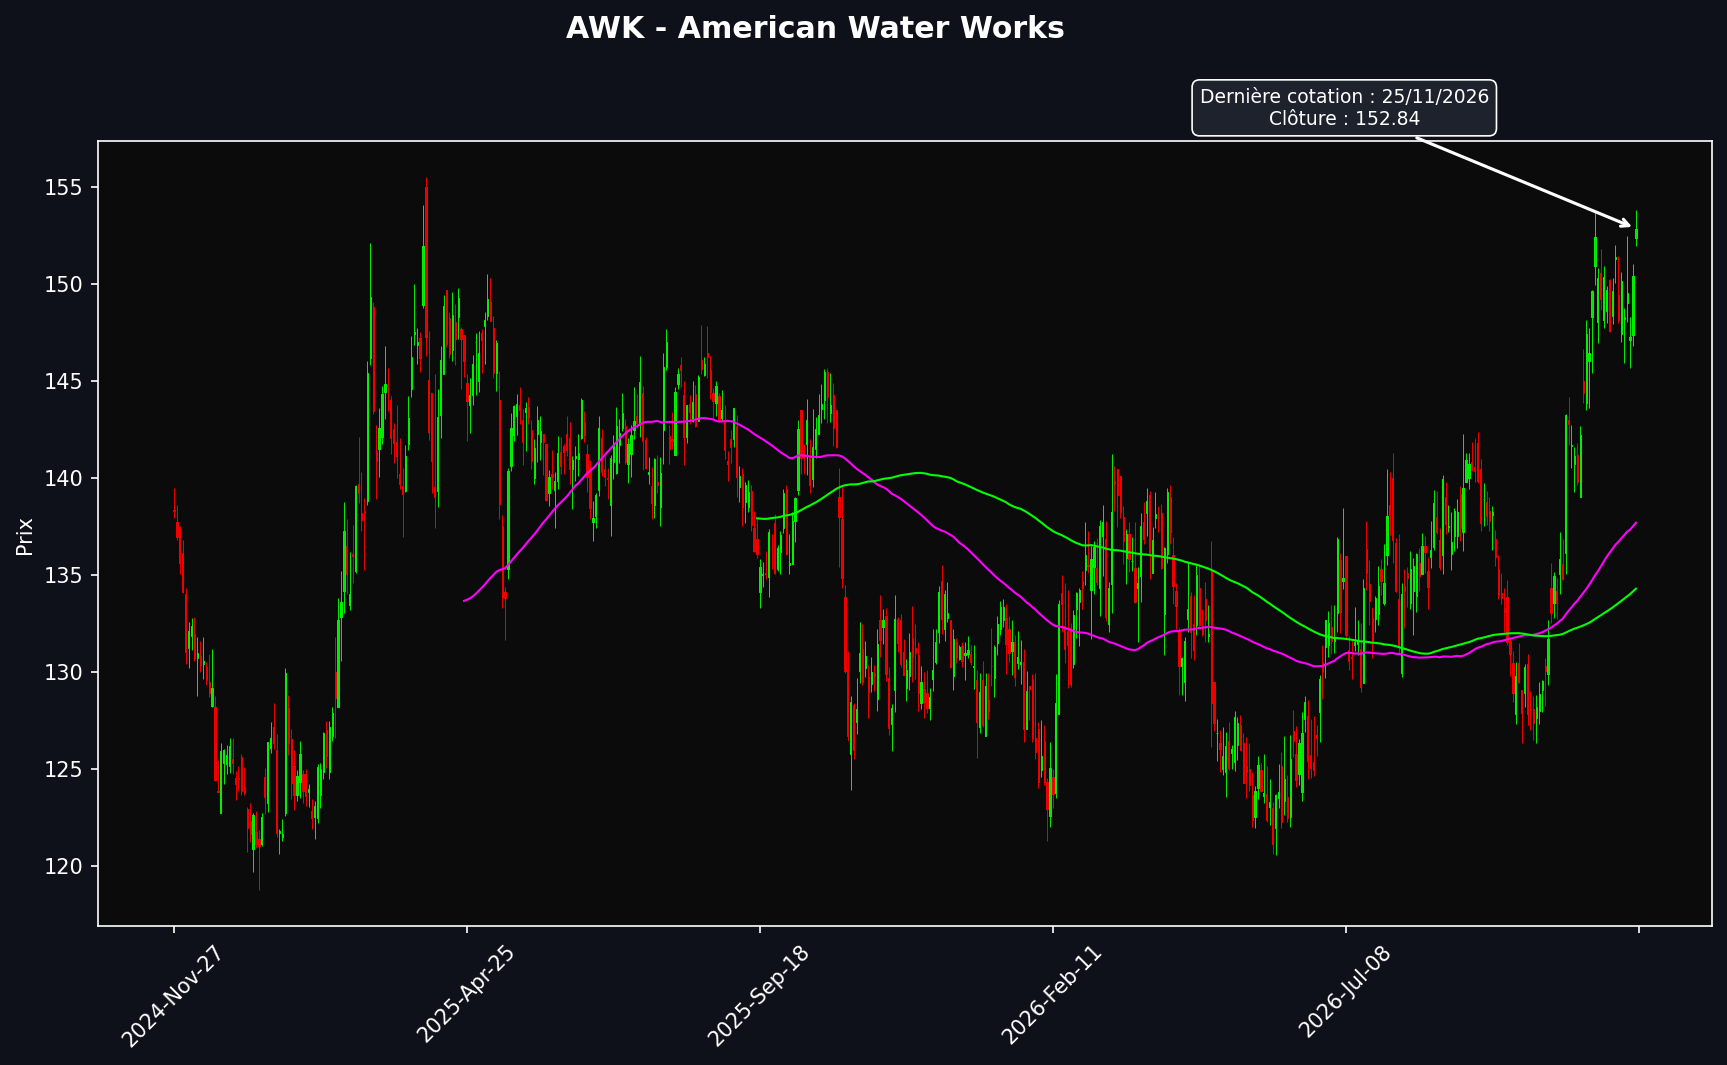 AWK - American Water Works
Dernière cotation : 25/11/2026
Clôture : 152.84
Prix
155
150
145
140
135
130
125
120
2024-Nov-27
2025-Apr-25
2025-Sep-18
2026-Feb-11
2026-Jul-08